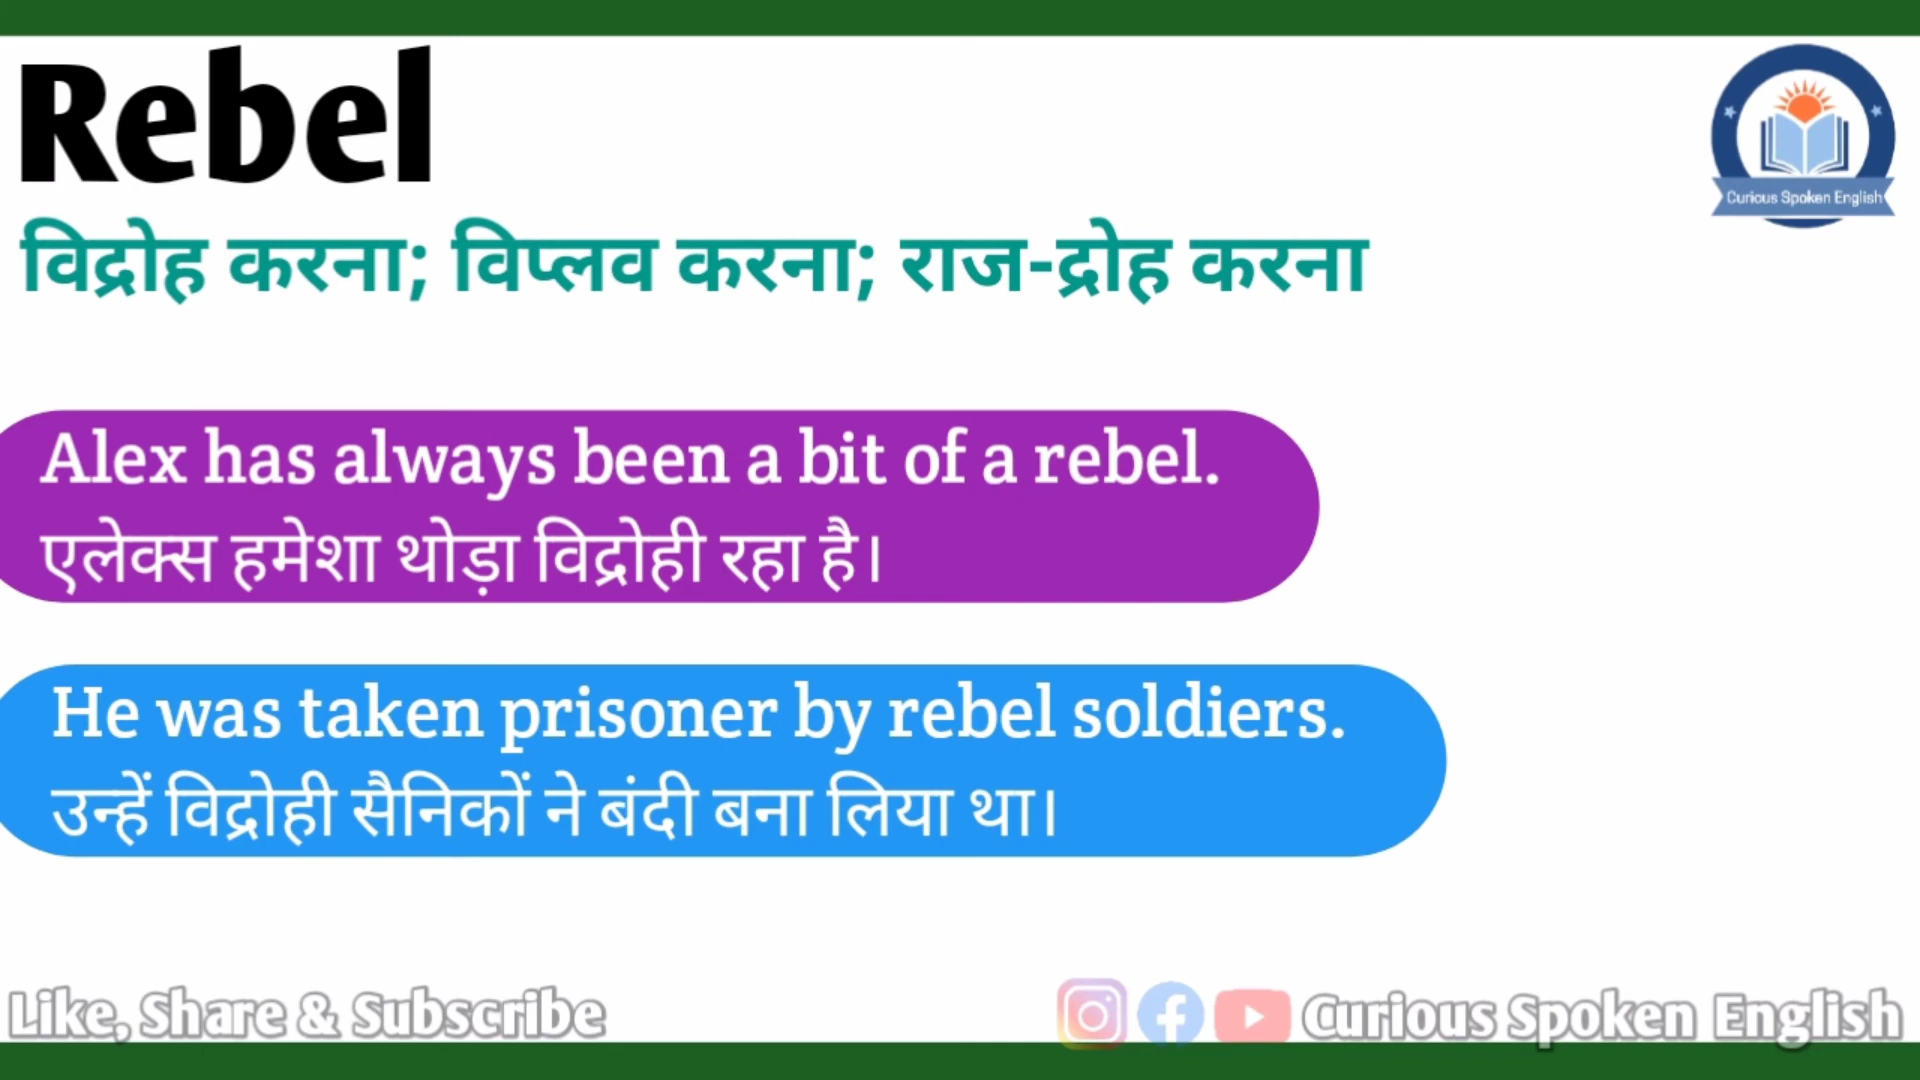 Rebel
Curious Spoken English
विद्रोह करना; विप्लव करना; राज-द्रोह करना
Alex has always been a bit of a rebel.
एलेक्स हमेशा थोड़ा विद्रोही रहा है।
He was taken prisoner by rebel soldiers.
उन्हें विद्रोही सैनिकों ने बंदी बना लिया था।
Like, Share & Subscribe
Curious Spoken English